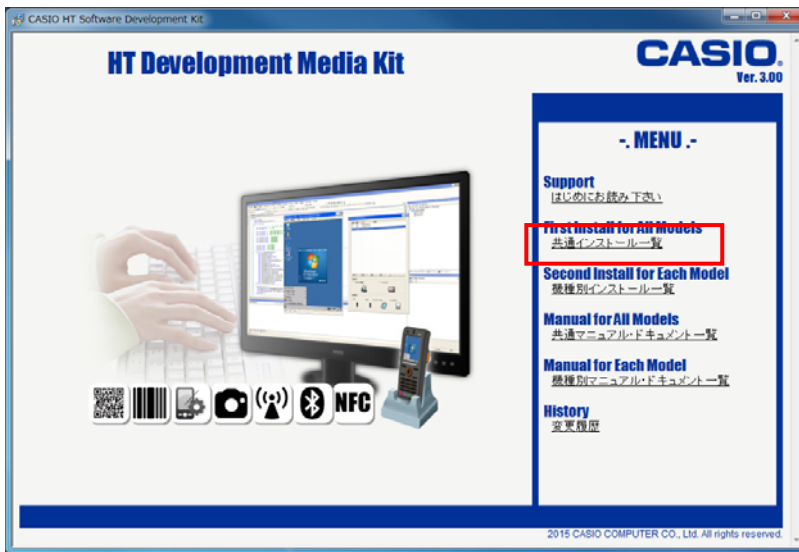 CASIO HT Software Development Kit
HT Development Media Kit
CASIO.
Ver. 3.00
-. MENU .-
Support
はじめにお読み下さい
First Install for All Models
共通インストール一覧
Second Install for Each Model
機種別インストール一覧
Manual for All Models
共通マニュアル・ドキュメント一覧
Manual for Each Model
機種別マニュアル・ドキュメント一覧
History
変更履歴
NFC
2015 CASIO COMPUTER CO., Ltd. All rights reserved.